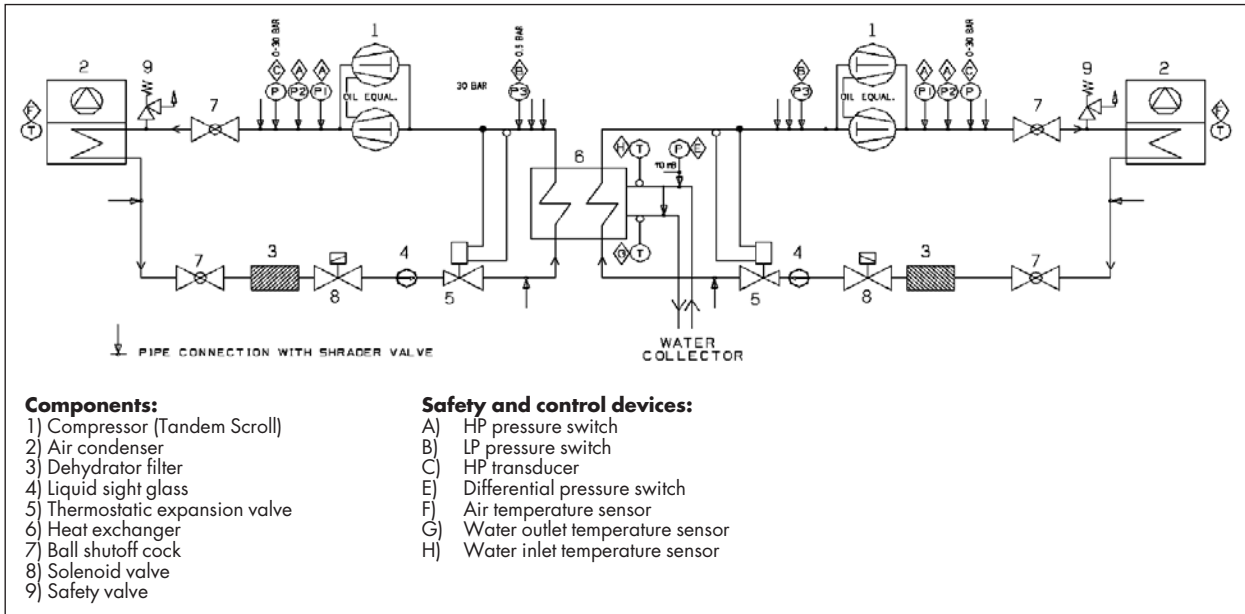 1
1
0-30 BAR
0.5 BAR
0-30 BAR
2
9
C
A
A
B
B
A
A
C
9
2
F
T
7
P
P2
P1
OIL EQUAL.
30 BAR
P3
P3
OIL EQUAL.
P1
P2
P
7
F
T
6
H
T
P
E
G
T
7
3
8
4
5
5
4
8
3
7
PIPE CONNECTION WITH SHRADER VALVE
WATER
COLLECTOR
Components:
1) Compressor (Tandem Scroll)
2) Air condenser
3) Dehydrator filter
4) Liquid sight glass
5) Thermostatic expansion valve
6) Heat exchanger
7) Ball shutoff cock
8) Solenoid valve
9) Safety valve
Safety and control devices:
A) HP pressure switch
B) LP pressure switch
C) HP transducer
E) Differential pressure switch
F) Air temperature sensor
G) Water outlet temperature sensor
H) Water inlet temperature sensor